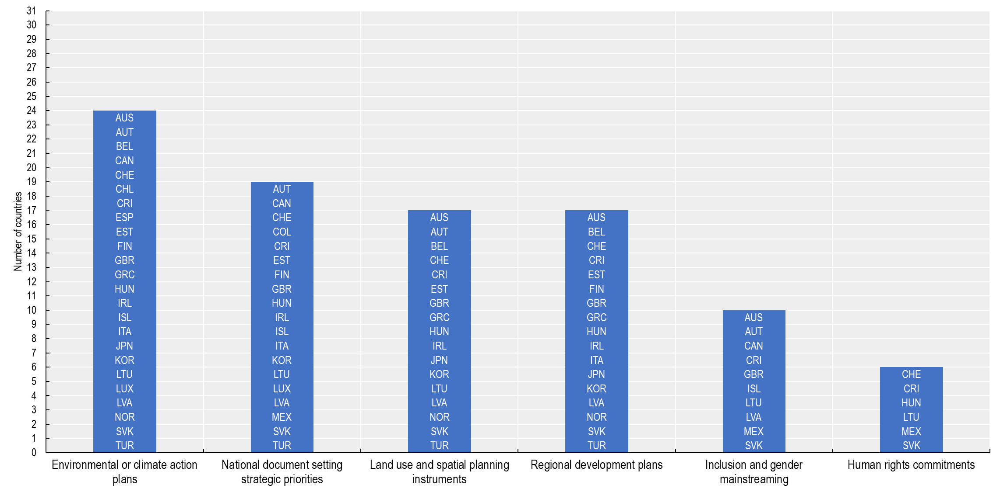 Number of countries
31
30
29
28
27
26
25
24
23
22
21
20
19
18
17
16
15
14
13
12
11
10
9
8
7
6
5
4
3
2
1
0
AUS
AUT
BEL
CAN
CHE
CHL
CRI
ESP
EST
FIN
GBR
GRC
HUN
IRL
ISL
ITA
JPN
KOR
LTU
LUX
LVA
NOR
SVK
TUR
Environmental or climate action
plans
AUT
CAN
CHE
COL
CRI
EST
FIN
GBR
HUN
IRL
ISL
ITA
KOR
LTU
LUX
LVA
MEX
SVK
TUR
National document setting
strategic priorities
AUS
AUT
BEL
CHE
CRI
EST
GBR
GRC
HUN
IRL
JPN
KOR
LTU
LVA
NOR
SVK
TUR
Land use and spatial planning
instruments
AUS
BEL
CHE
CRI
EST
FIN
GBR
GRC
HUN
IRL
ITA
JPN
KOR
LVA
NOR
SVK
TUR
Regional development plans
AUS
AUT
CAN
CRI
GBR
ISL
LTU
LVA
MEX
SVK
Inclusion and gender
mainstreaming
CHE
CRI
HUN
LTU
MEX
SVK
Human rights commitments